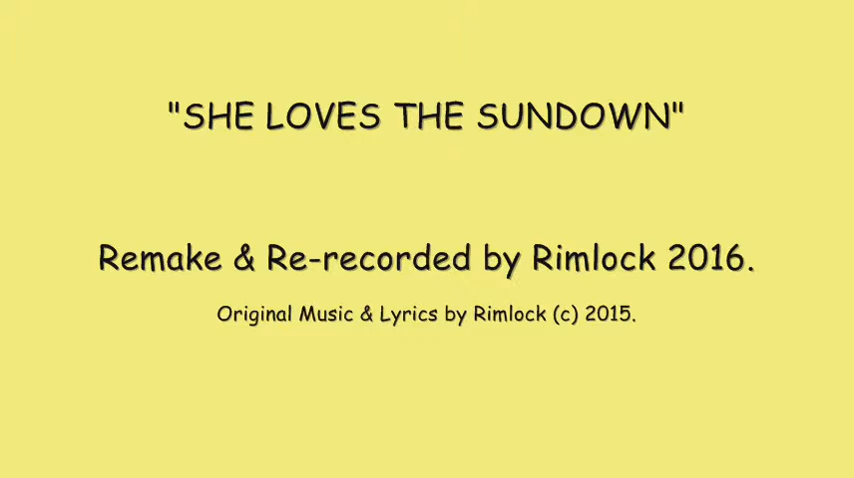 "SHE LOVES THE SUNDOWN"
Remake & Re-recorded by Rimlock 2016.
Original Music & Lyrics by Rimlock (c) 2015.